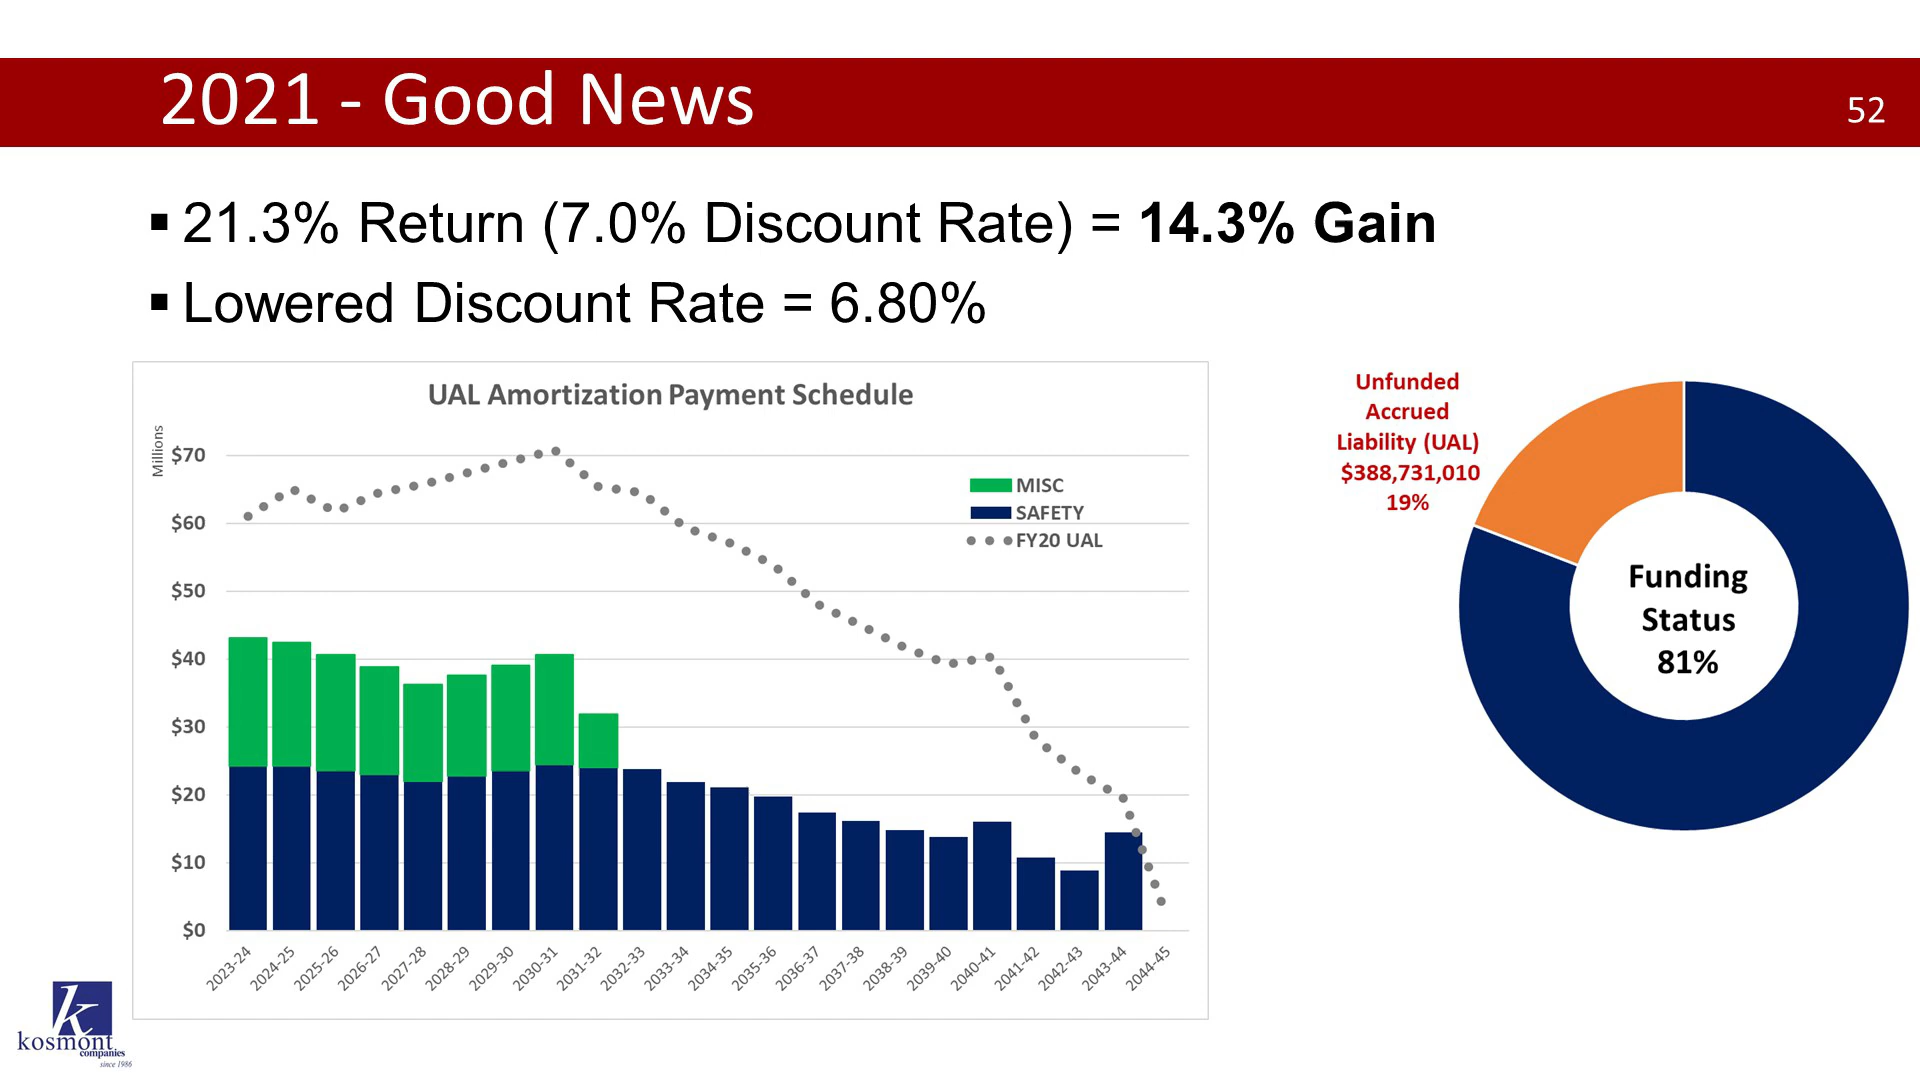 2021 - Good News
52
▪ 21.3% Return (7.0% Discount Rate) = 14.3% Gain
▪ Lowered Discount Rate = 6.80%
UAL Amortization Payment Schedule
Millions
$70
$60
$50
$40
$30
$20
$10
$0
MISC
SAFETY
FY20 UAL
2023-24
2024-25
2025-26
2026-27
2027-28
2028-29
2029-30
2030-31
2031-32
2032-33
2033-34
2034-35
2035-36
2036-37
2037-38
2038-39
2039-40
2040-41
2041-42
2042-43
2043-44
2044-45
Unfunded
Accrued
Liability (UAL)
$388,731,010
19%
Funding
Status
81%
k
kosmont
companies
since 1986